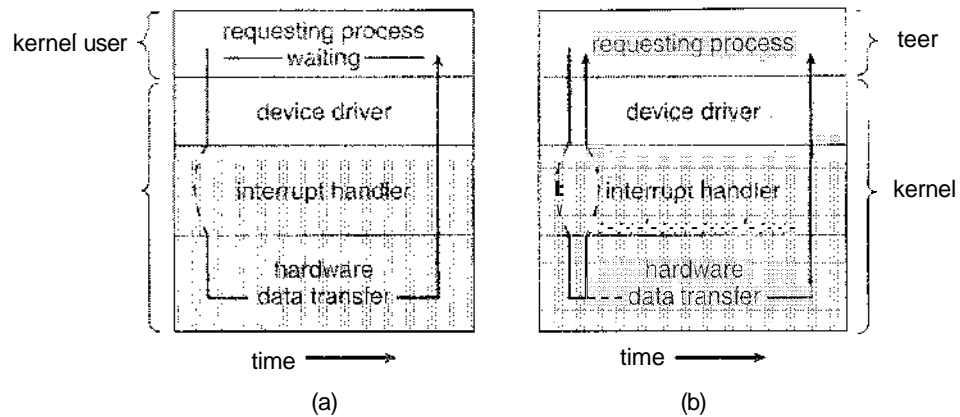 kernel user
requesting process
waiting
device driver
interrupt handler
hardware
data transfer
time
(a)
requesting process
device driver
interrupt handler
hardware
data transfer
teer
kernel
time
(b)